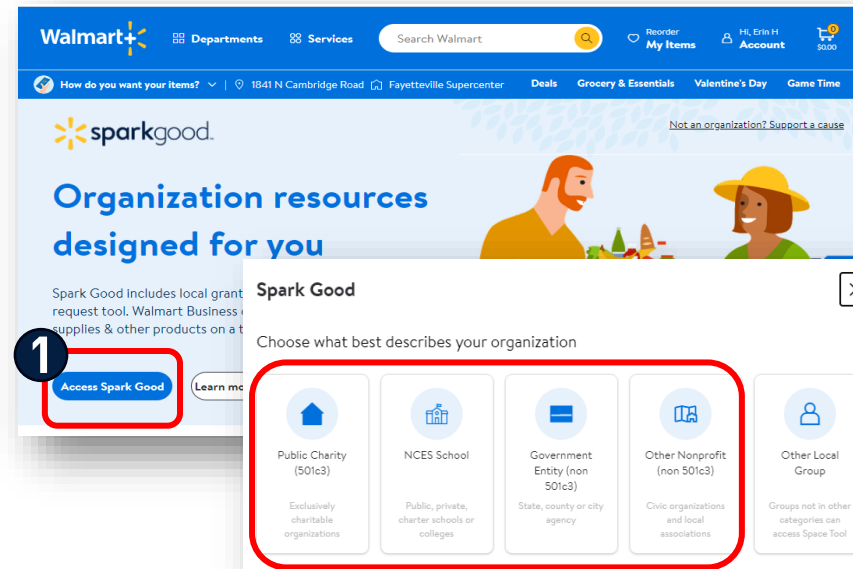 Walmart+
Departments
Services
Search Walmart
Reorder
My Items
Hi, Erin H
Account
0
$0.00
How do you want your items?
1841 N Cambridge Road
Fayetteville Supercenter
Deals
Grocery & Essentials
Valentine's Day
Game Time
sparkgood
Not an organization? Support a cause
Organization resources
designed for you
Spark Good includes local grant
request tool. Walmart Business
supplies & other products on a t
1
Access Spark Good
Learn mo
Spark Good
Choose what best describes your organization
Public Charity
(501c3)
Exclusively
charitable
organizations
NCES School
Public, private,
charter schools or
colleges
Government
Entity (non
501c3)
State, county or city
agency
Other Nonprofit
(non 501c3)
Civic organizations
and local
associations
Other Local
Group
Groups not in other
categories can
access Space Tool